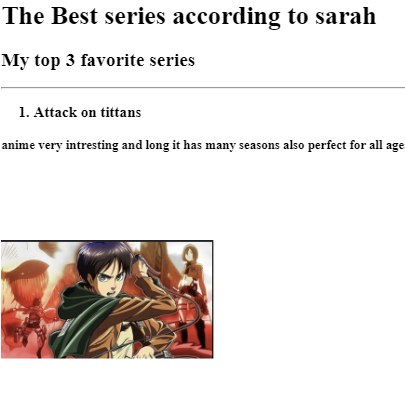 The Best series according to sarah
My top 3 favorite series
1. Attack on tittans
anime very intresting and long it has many seasons also perfect for all age